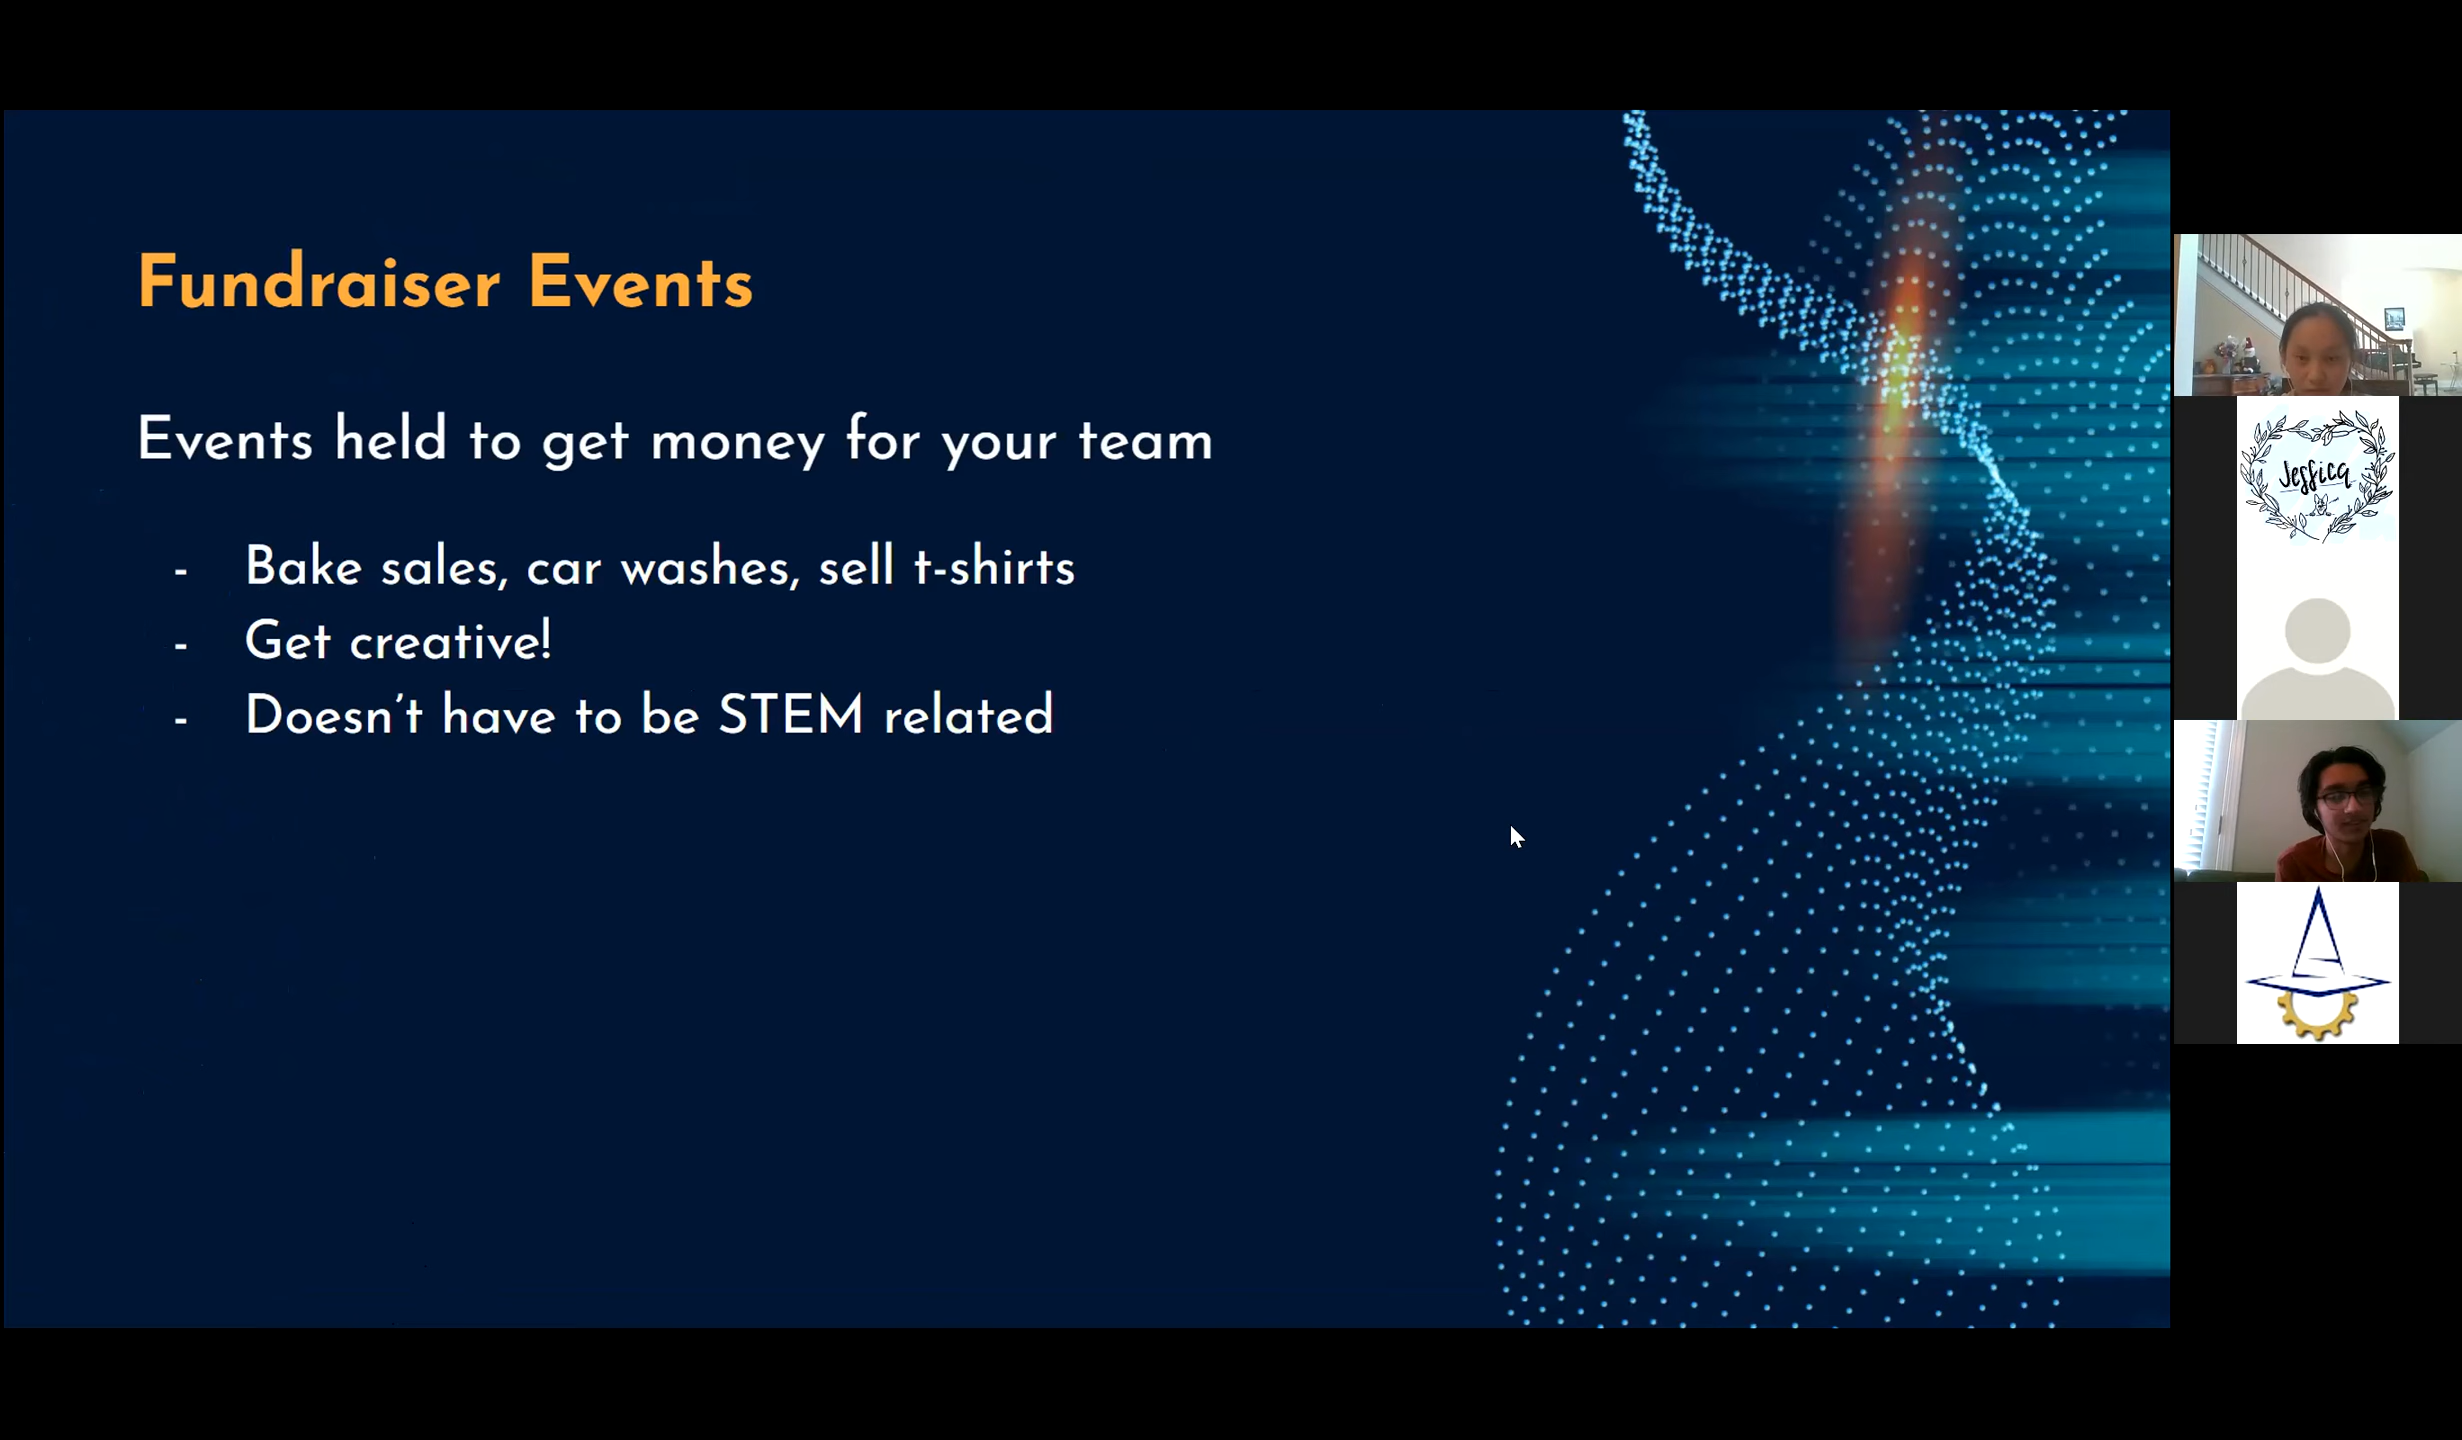 Fundraiser Events
Events held to get money for your team
- Bake sales, car washes, sell t-shirts
- Get creative!
- Doesn't have to be STEM related
Jessica